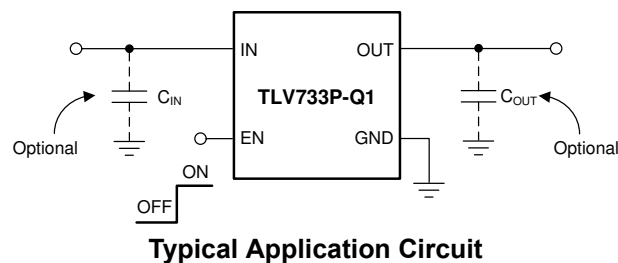 IN
OUT
C_IN
TLV733P-Q1
C_OUT
Optional
EN
GND
Optional
ON
OFF
Typical Application Circuit